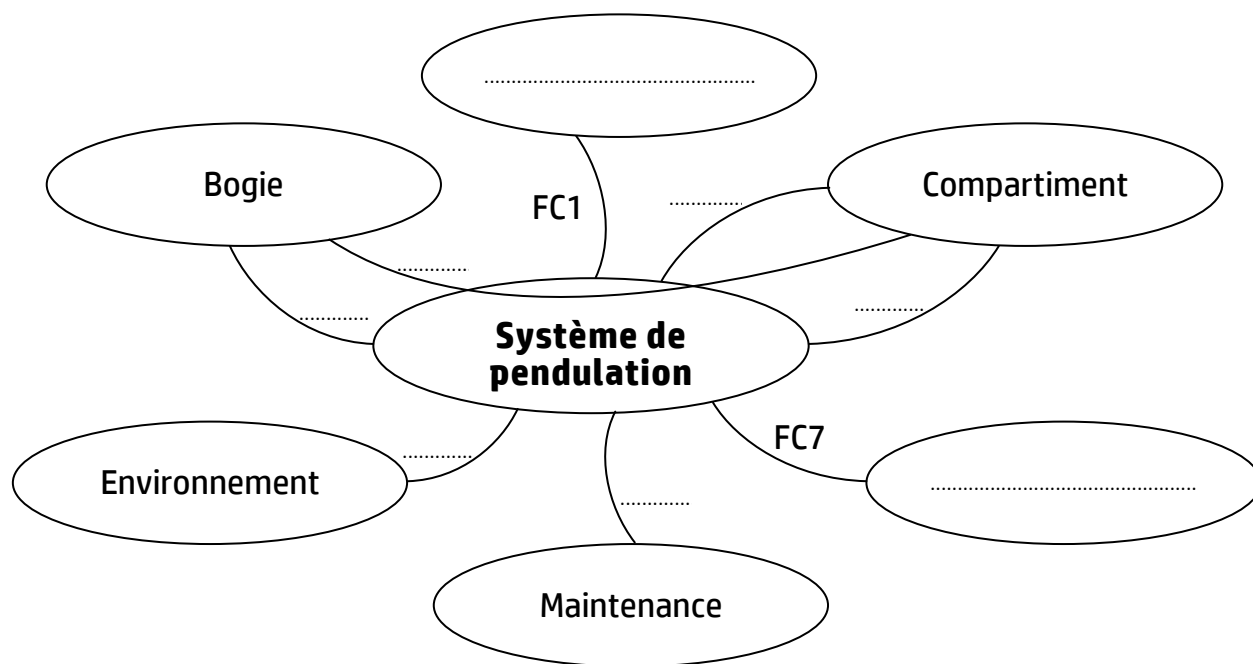 ....................................................
Bogie
Compartiment
FC1
..............
..............
..............
..............
Système de
pendulation
FC7
Environnement
..............
..............
....................................................
Maintenance